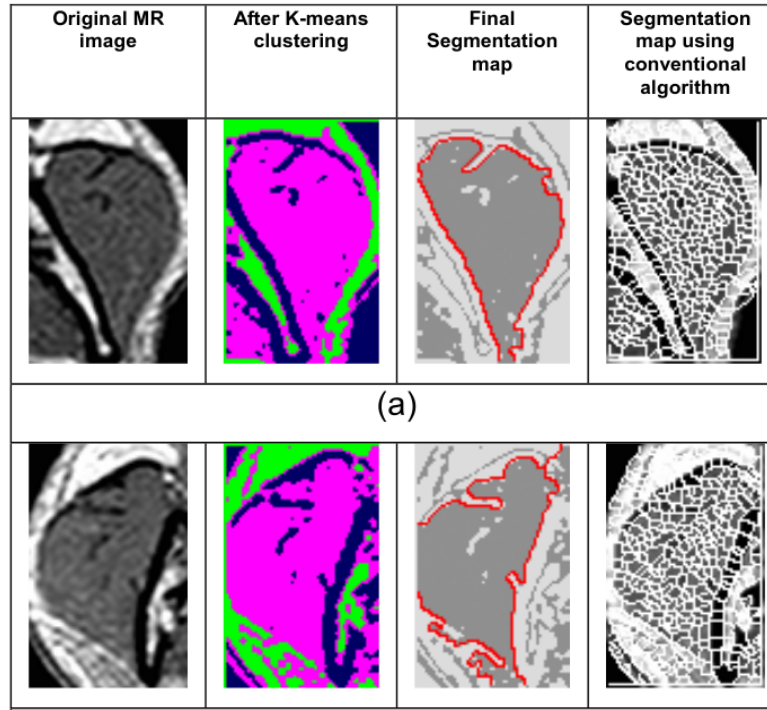 Original MR
image
After K-means
clustering
Final
Segmentation
map
Segmentation
map using
conventional
algorithm
(a)